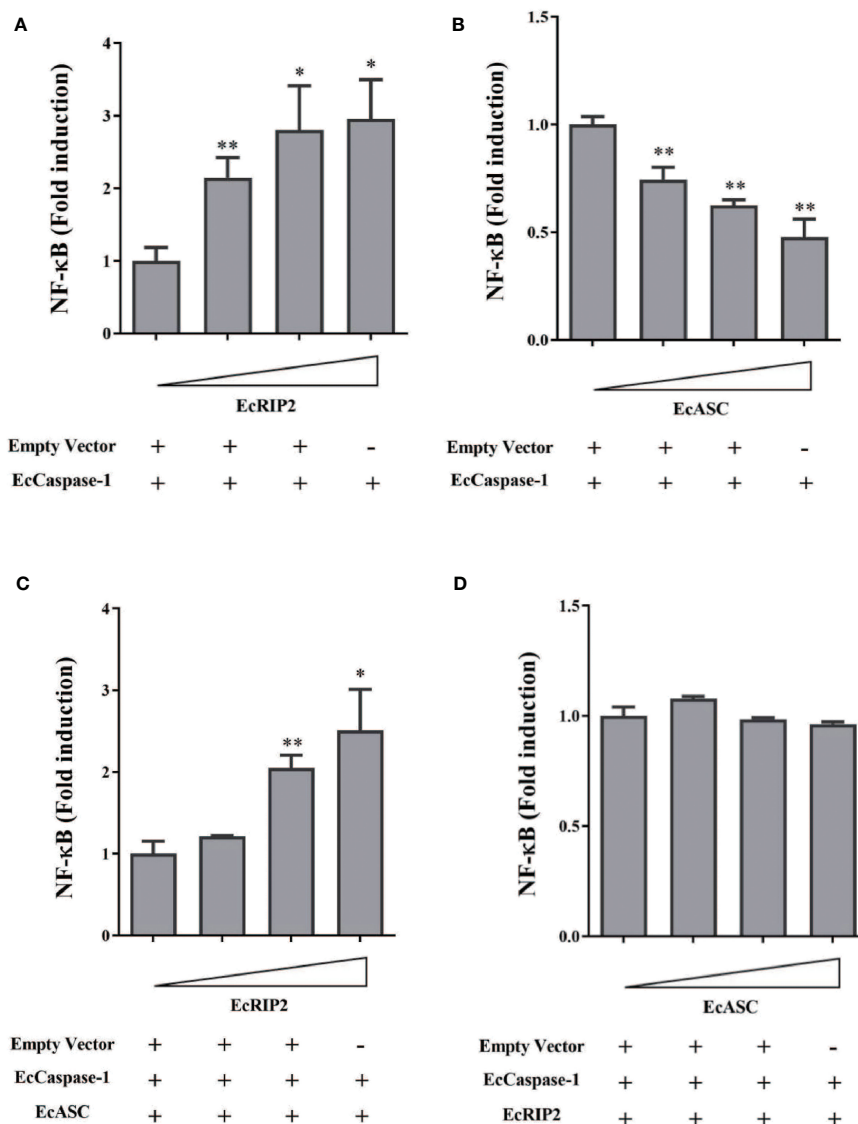 A
NF-κB (Fold induction)
4
3
2
1
0
**
*
*
EcRIP2
Empty Vector + + + -
EcCaspase-1 + + + +
B
NF-κB (Fold induction)
1.5
1.0
0.5
0.0
**
**
**
EcASC
Empty Vector + + + -
EcCaspase-1 + + + +
C
NF-κB (Fold induction)
4
3
2
1
0
**
*
EcRIP2
Empty Vector + + + -
EcCaspase-1 + + + +
EcASC + + + +
D
NF-κB (Fold induction)
1.5
1.0
0.5
0.0
EcASC
Empty Vector + + + -
EcCaspase-1 + + + +
EcRIP2 + + + +